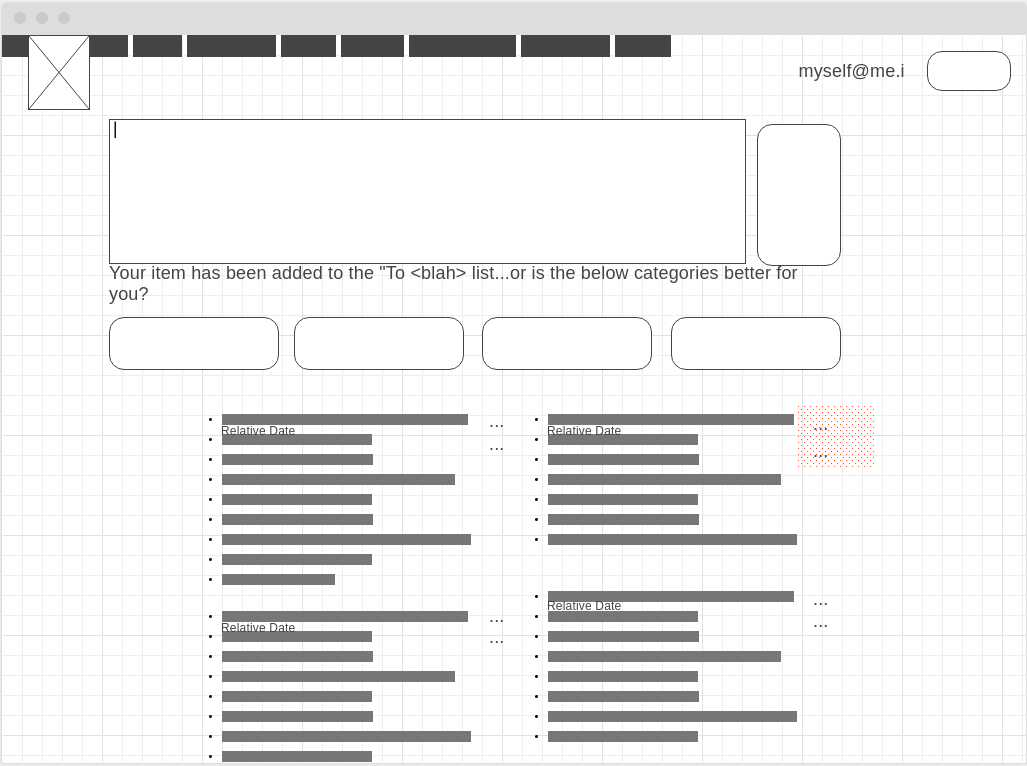 myself@me.i
Your item has been added to the "To <blah> list...or is the below categories better for
you?
...
Relative Date
...
...
Relative Date
...
...
Relative Date
...
...
Relative Date
...